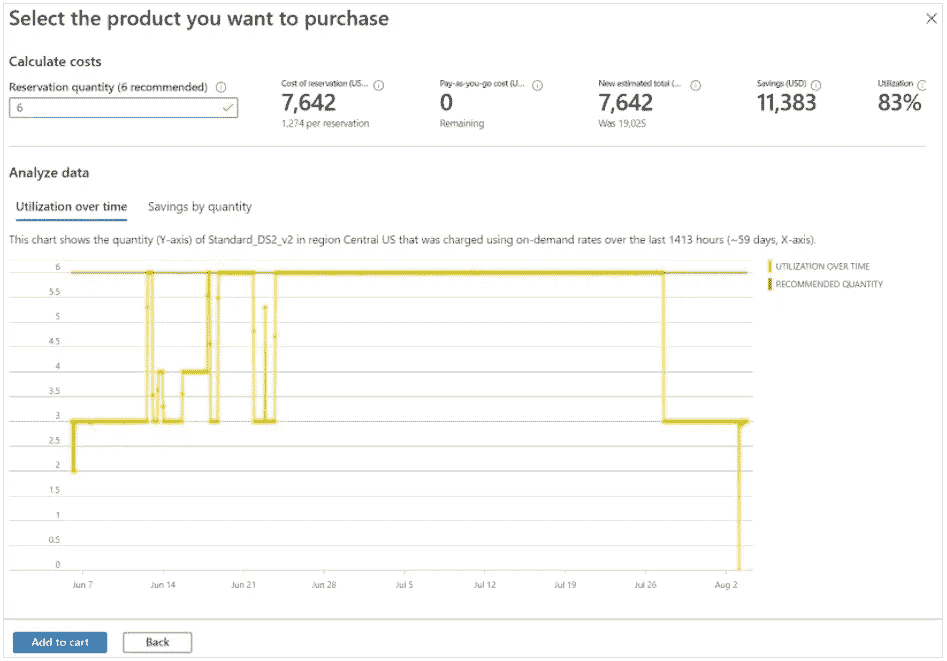 Select the product you want to purchase
Calculate costs
Reservation quantity (6 recommended)
6
Cost of reservation (US...
7,642
1,274 per reservation
Pay-as-you-go cost (U...
0
Remaining
New estimated total (...
7,642
Was 19,025
Savings (USD)
11,383
Utilization
83%
Analyze data
Utilization over time Savings by quantity
This chart shows the quantity (Y-axis) of Standard_DS2_v2 in region Central US that was charged using on-demand rates over the last 1413 hours (~59 days, X-axis).
6
5.5
5
4.5
4
3.5
3
2.5
2
1.5
1
0.5
0
Jun 7 Jun 14 Jun 21 Jun 28 Jul 5 Jul 12 Jul 19 Jul 26 Aug 2
UTILIZATION OVER TIME
RECOMMENDED QUANTITY
Add to cart Back